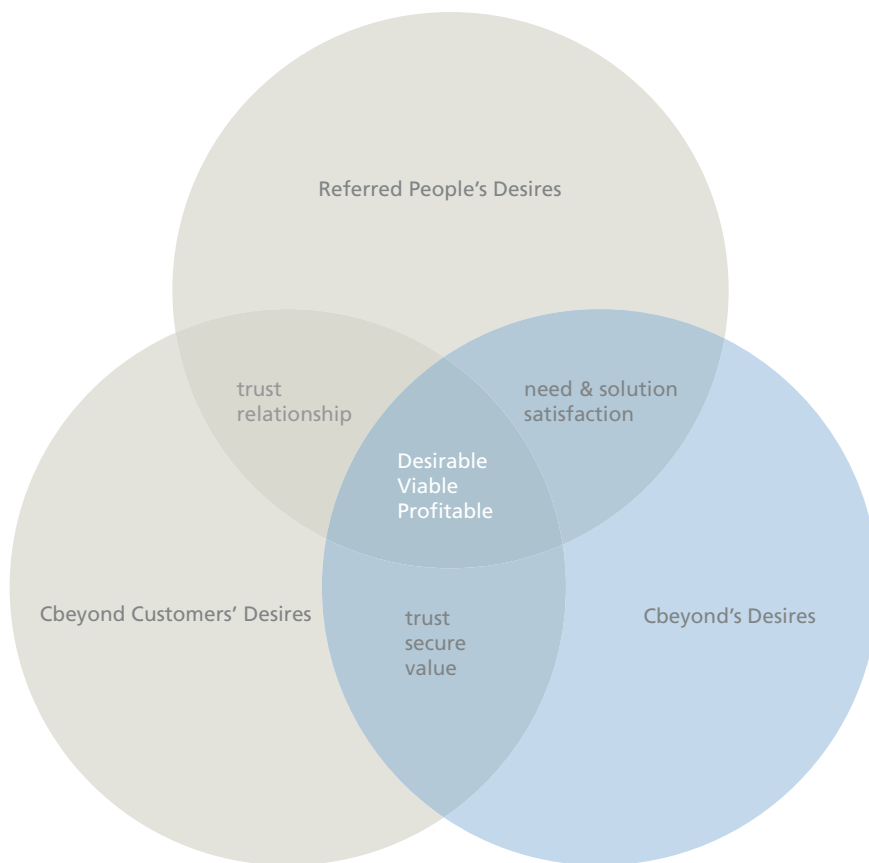 Referred People’s Desires
trust
relationship
need & solution
satisfaction
Desirable
Viable
Profitable
Cbeyond Customers’ Desires
trust
secure
value
Cbeyond’s Desires